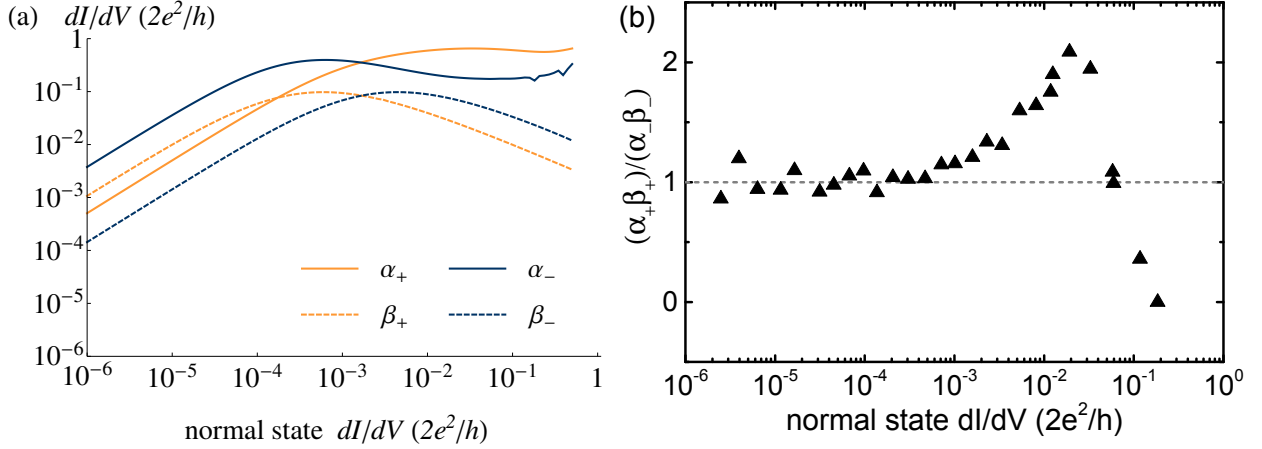 (a) dI/dV (2e²/h)
1
10⁻¹
10⁻²
10⁻³
10⁻⁴
10⁻⁵
10⁻⁶
α₊ α₋
β₊ β₋
10⁻⁶ 10⁻⁵ 10⁻⁴ 10⁻³ 10⁻² 10⁻¹ 1
normal state dI/dV (2e²/h)
(b)
(α₊β₊)/(α₋β₋)
2
1
0
10⁻⁶ 10⁻⁵ 10⁻⁴ 10⁻³ 10⁻² 10⁻¹ 10⁰
normal state dI/dV (2e²/h)